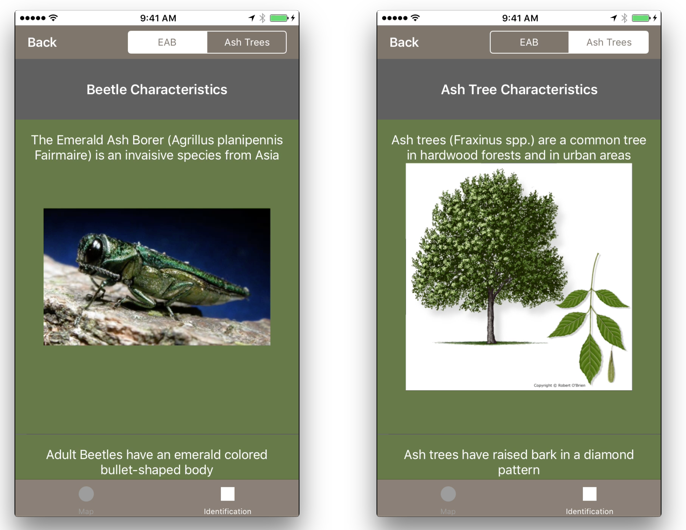 9:41 AM
Back
EAB
Ash Trees
Beetle Characteristics
The Emerald Ash Borer (Agrillus planipennis
Fairmaire) is an invaisive species from Asia
Adult Beetles have an emerald colored
bullet-shaped body
Map
Identification
9:41 AM
Back
EAB
Ash Trees
Ash Tree Characteristics
Ash trees (Fraxinus spp.) are a common tree
in hardwood forests and in urban areas
Copyright © Robert O'Brien
Ash trees have raised bark in a diamond
pattern
Map
Identification